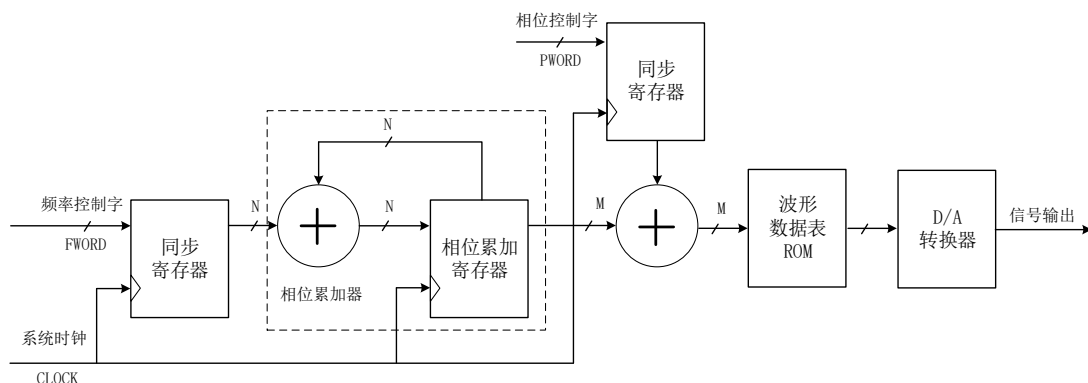 相位控制字
PWORD
同步
寄存器
N
频率控制字
FWORD
同步
寄存器
N
N
相位累加
寄存器
相位累加器
M
M
波形
数据表
ROM
D/A
转换器
信号输出
系统时钟
CLOCK